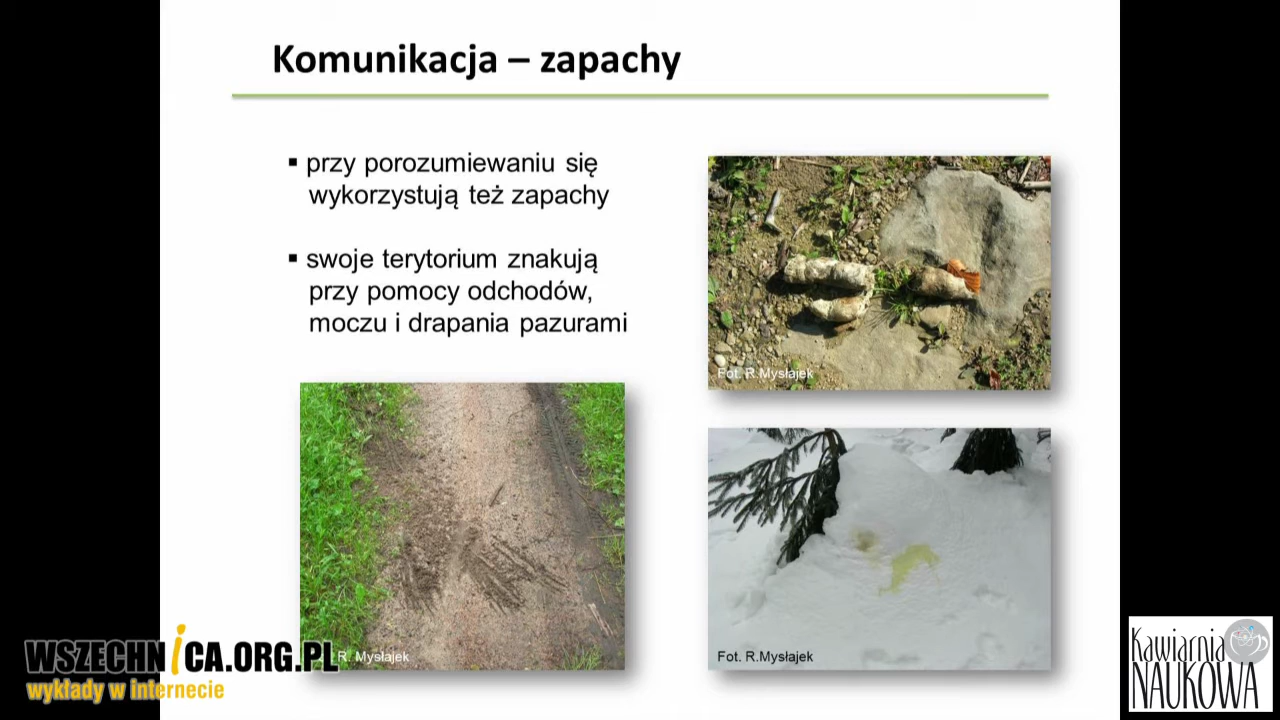 Komunikacja – zapachy
▪ przy porozumiewaniu się
wykorzystują też zapachy
▪ swoje terytorium znakują
przy pomocy odchodów,
moczu i drapania pazurami
Fot. R.Mysłajek
R. Mysłajek
Fot. R.Mysłajek
WSZECHNiCA.ORG.PL
wykłady w internecie
Kawiarnia
NAUKOWA